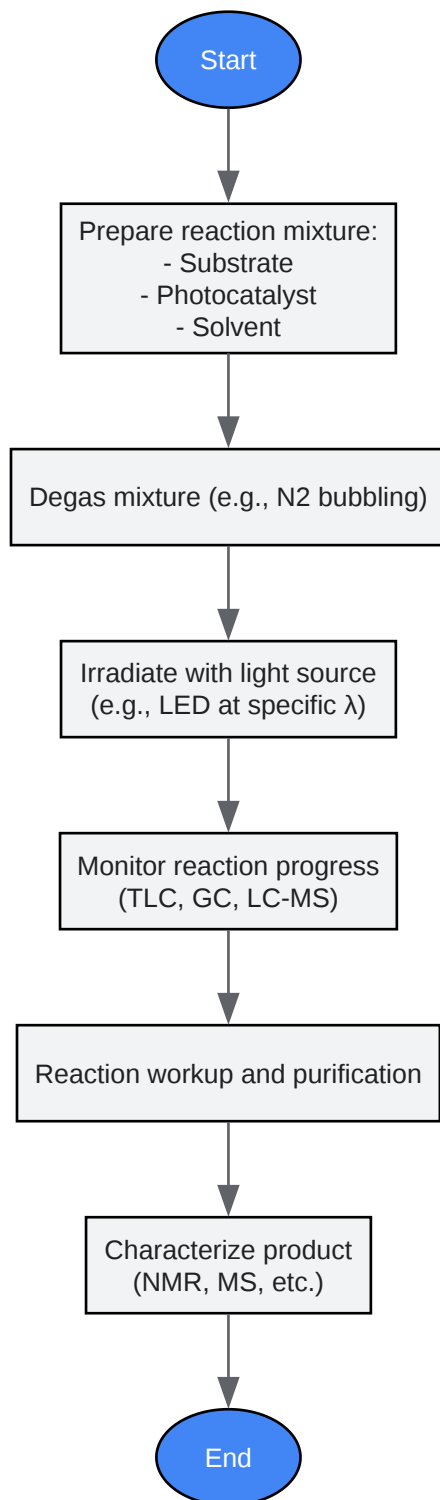 Start
Prepare reaction mixture:
- Substrate
- Photocatalyst
- Solvent
Degas mixture (e.g., N2 bubbling)
Irradiate with light source
(e.g., LED at specific λ)
Monitor reaction progress
(TLC, GC, LC-MS)
Reaction workup and purification
Characterize product
(NMR, MS, etc.)
End